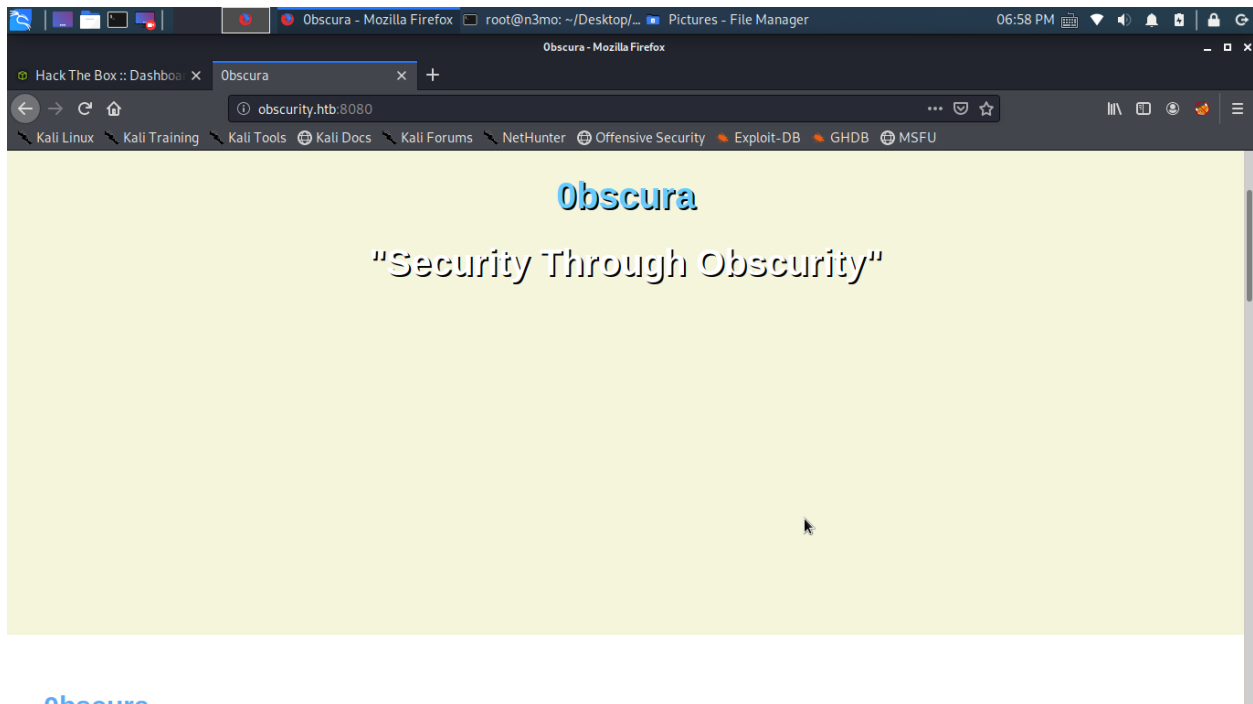 0bscura - Mozilla Firefox
root@n3mo: ~/Desktop/...
Pictures - File Manager
06:58 PM
0bscura - Mozilla Firefox
Hack The Box :: Dashboa
0bscura
obscurity.htb:8080
Kali Linux Kali Training Kali Tools Kali Docs Kali Forums NetHunter Offensive Security Exploit-DB GHDB MSFU
0bscura
"Security Through Obscurity"
0bscura